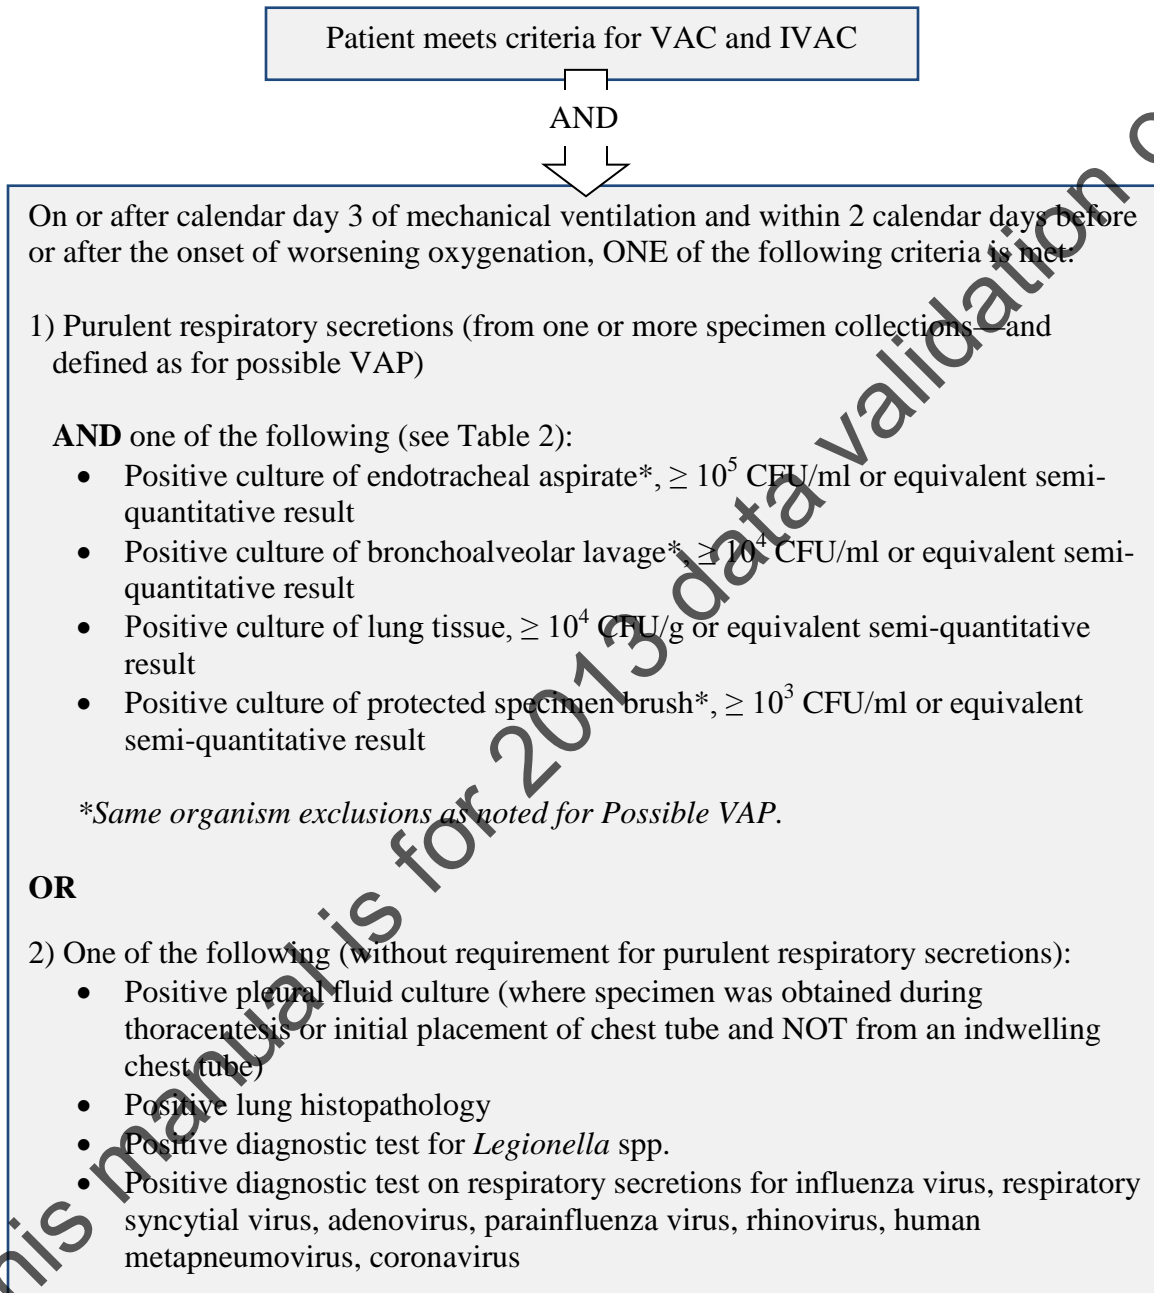 Patient meets criteria for VAC and IVAC
AND
On or after calendar day 3 of mechanical ventilation and within 2 calendar days before
or after the onset of worsening oxygenation, ONE of the following criteria is met:
1) Purulent respiratory secretions (from one or more specimen collections—and
defined as for possible VAP)
AND one of the following (see Table 2):
• Positive culture of endotracheal aspirate*, ≥ 10⁵ CFU/ml or equivalent semi-
quantitative result
• Positive culture of bronchoalveolar lavage*, ≥ 10⁴ CFU/ml or equivalent semi-
quantitative result
• Positive culture of lung tissue, ≥ 10⁴ CFU/g or equivalent semi-quantitative
result
• Positive culture of protected specimen brush*, ≥ 10³ CFU/ml or equivalent
semi-quantitative result
*Same organism exclusions as noted for Possible VAP.
OR
2) One of the following (without requirement for purulent respiratory secretions):
• Positive pleural fluid culture (where specimen was obtained during
thoracentesis or initial placement of chest tube and NOT from an indwelling
chest tube)
• Positive lung histopathology
• Positive diagnostic test for Legionella spp.
• Positive diagnostic test on respiratory secretions for influenza virus, respiratory
syncytial virus, adenovirus, parainfluenza virus, rhinovirus, human
metapneumovirus, coronavirus
manual is for 2013 data validation